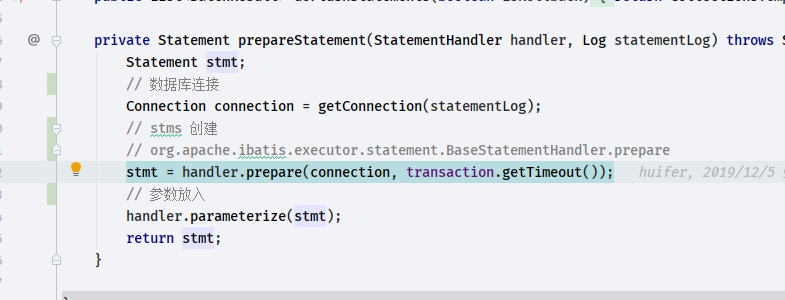 private Statement prepareStatement(StatementHandler handler, Log statementLog) throws S
Statement stmt;
// 数据库连接
Connection connection = getConnection(statementLog);
// stms 创建
// org.apache.ibatis.executor.statement.BaseStatementHandler.prepare
stmt = handler.prepare(connection, transaction.getTimeout()); huifer, 2019/12/5
// 参数放入
handler.parameterize(stmt);
return stmt;
}